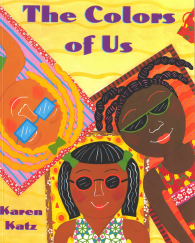 The Colors
of Us
Karen
Katz